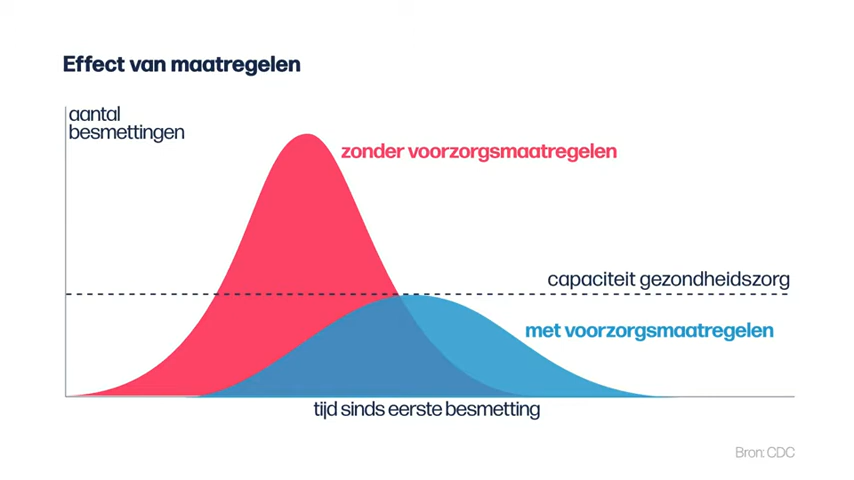 Effect van maatregelen
aantal
besmettingen
zonder voorzorgsmaatregelen
capaciteit gezondheidszorg
met voorzorgsmaatregelen
tijd sinds eerste besmetting
Bron: CDC